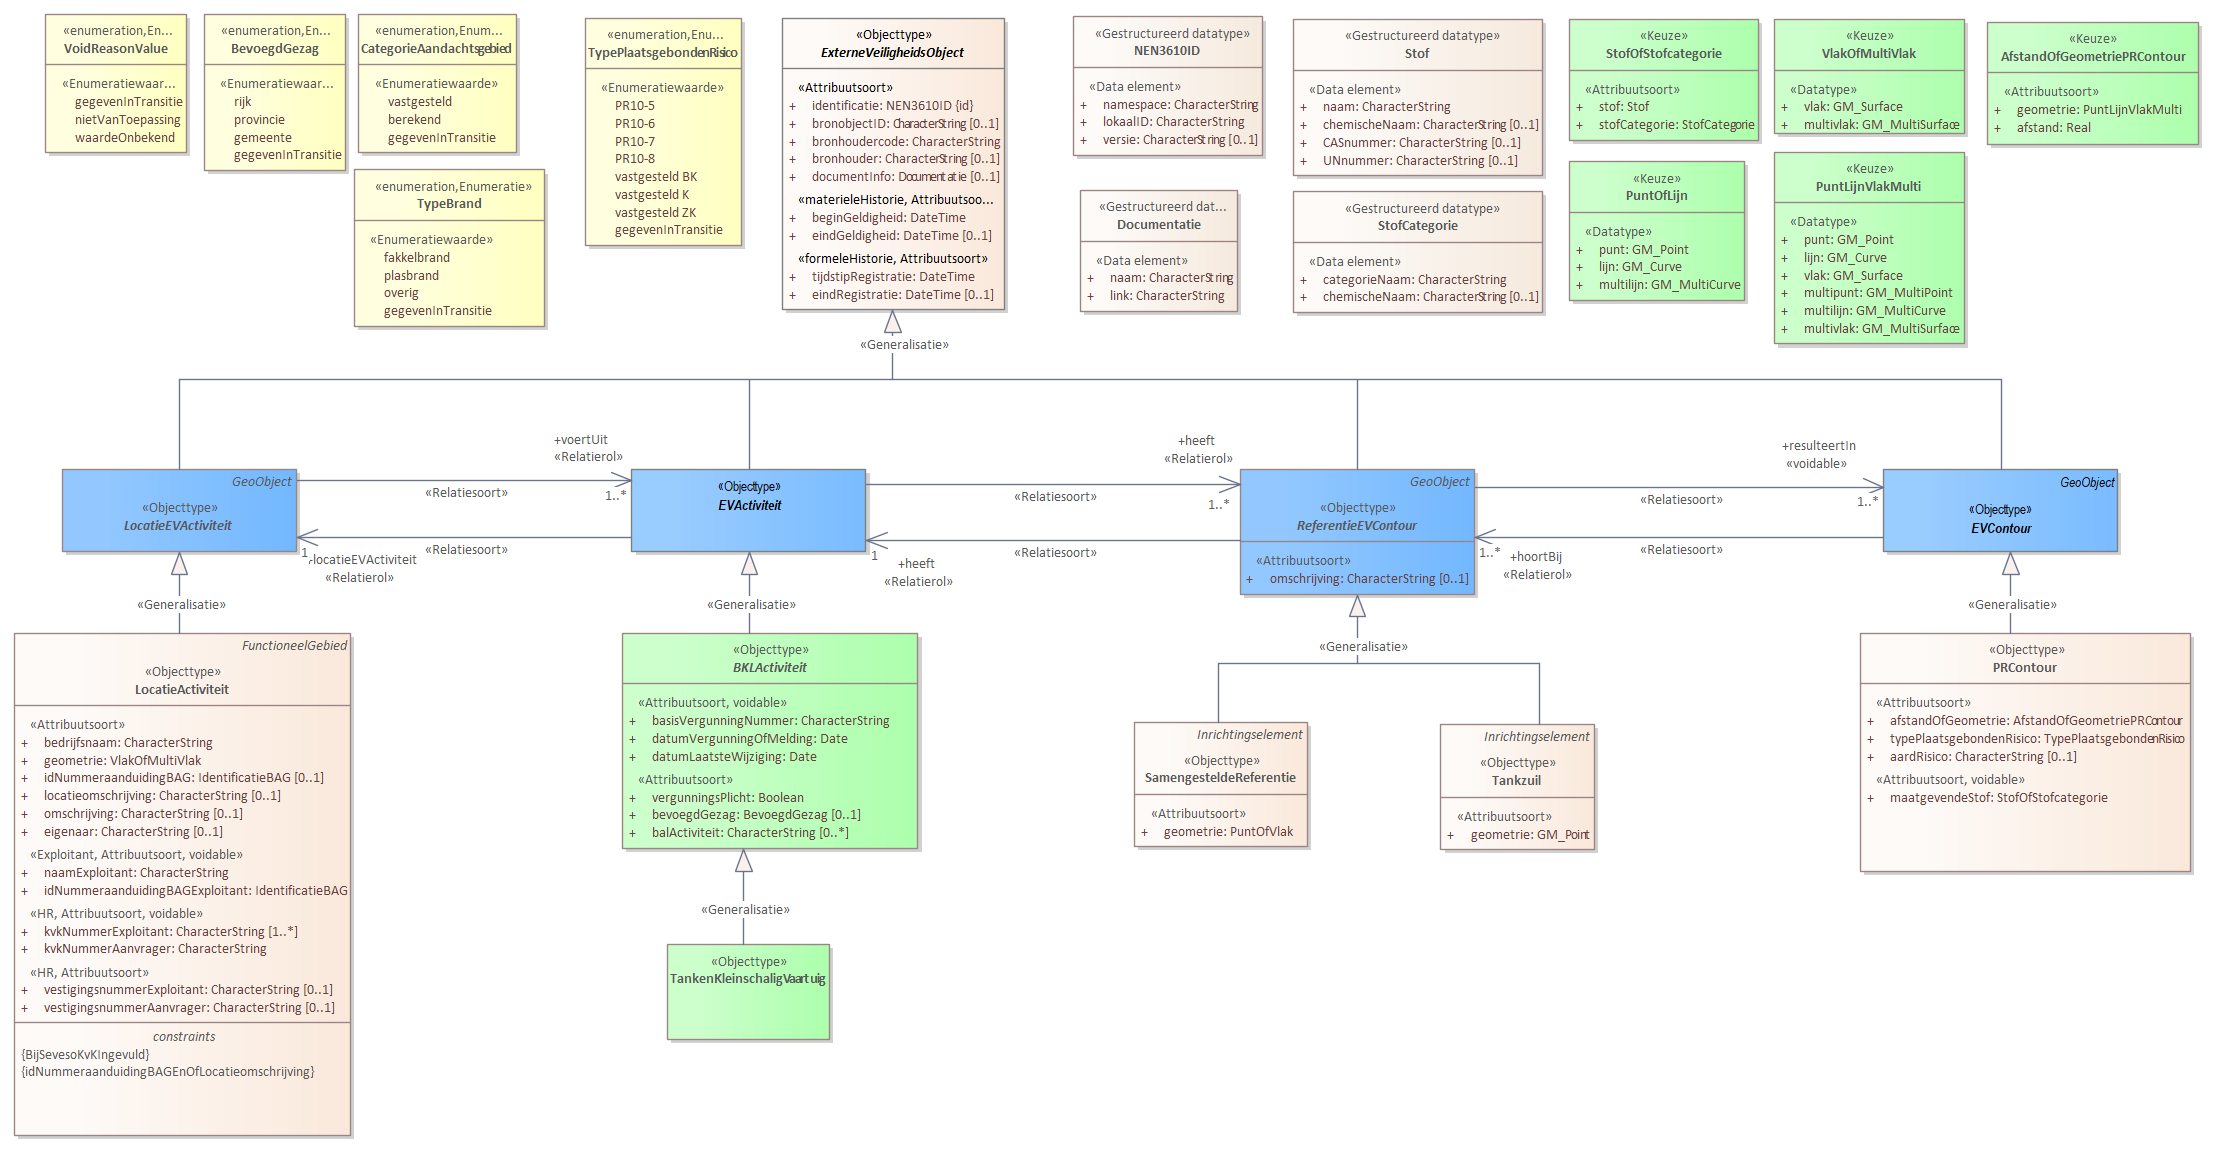 «enumeration,En...
VoidReasonValue
«Enumeratiewaar...
gegevenInTransitie
nietVanToepassing
waardeOnbekend
«enumeration,En...
BevoegdGezag
«Enumeratiewaar...
rijk
provincie
gemeente
gegevenInTransitie
«enumeration,Enum...
CategorieAandachtsgebied
«Enumeratiewaarde»
vastgesteld
berekend
gegevenInTransitie
«enumeration,Enumeratie»
TypeBrand
«Enumeratiewaarde»
fakkelbrand
plasbrand
overig
gegevenInTransitie
«enumeration,Enu...
TypePlaatsgebondenRisico
«Enumeratiewaarde»
PR10-5
PR10-6
PR10-7
PR10-8
vastgesteld BK
vastgesteld K
vastgesteld ZK
gegevenInTransitie
«Objecttype»
ExterneVeiligheidsObject
«Attribuutsoort»
+ identificatie: NEN3610ID {id}
+ bronobjectID: CharacterString [0..1]
+ bronhoudercode: CharacterString
+ bronhouder: CharacterString [0..1]
+ documentInfo: Documentatie [0..1]
«materieleHistorie, Attribuutsoo...
+ beginGeldigheid: DateTime
+ eindGeldigheid: DateTime [0..1]
«formeleHistorie, Attribuutsoort»
+ tijdstipRegistratie: DateTime
+ eindRegistratie: DateTime [0..1]
«Gestructureerd datatype»
NEN3610ID
«Data element»
+ namespace: CharacterString
+ lokaalID: CharacterString
+ versie: CharacterString [0..1]
«Gestructureerd dat...
Documentatie
«Data element»
+ naam: CharacterString
+ link: CharacterString
«Gestructureerd datatype»
Stof
«Data element»
+ naam: CharacterString
+ chemischeNaam: CharacterString [0..1]
+ CASnummer: CharacterString [0..1]
+ UNnummer: CharacterString [0..1]
«Gestructureerd datatype»
StofCategorie
«Data element»
+ categorieNaam: CharacterString
+ chemischeNaam: CharacterString [0..1]
«Keuze»
StofOfStofcategorie
«Attribuutsoort»
+ stof: Stof
+ stofCategorie: StofCategorie
«Keuze»
PuntOfLijn
«Datatype»
+ punt: GM_Point
+ lijn: GM_Curve
+ multilijn: GM_MultiCurve
«Keuze»
VlakOfMultiVlak
«Datatype»
+ vlak: GM_Surface
+ multivlak: GM_MultiSurface
«Keuze»
PuntLijnVlakMulti
«Datatype»
+ punt: GM_Point
+ lijn: GM_Curve
+ vlak: GM_Surface
+ multipunt: GM_MultiPoint
+ multilijn: GM_MultiCurve
+ multivlak: GM_MultiSurface
«Keuze»
AfstandOfGeometriePRContour
«Attribuutsoort»
+ geometrie: PuntLijnVlakMulti
+ afstand: Real
«Generalisatie»
GeoObject
«Objecttype»
LocatieEVActiviteit
+voertUit
«Relatierol»
«Relatiesoort»
1..*
«Relatiesoort»
1
-locatieEVActiviteit
«Relatierol»
«Objecttype»
EVActiviteit
+heeft
«Relatierol»
«Relatiesoort»
1..*
«Relatiesoort»
1
+heeft
«Relatierol»
GeoObject
«Objecttype»
ReferentieEVContour
«Attribuutsoort»
+ omschrijving: CharacterString [0..1]
+resulteertIn
«voidable»
«Relatiesoort»
1..*
«Relatiesoort»
1..*
+hoortBij
«Relatierol»
GeoObject
«Objecttype»
EVContour
«Generalisatie»
«Generalisatie»
«Generalisatie»
«Generalisatie»
FunctioneelGebied
«Objecttype»
LocatieActiviteit
«Attribuutsoort»
+ bedrijfsnaam: CharacterString
+ geometrie: VlakOfMultiVlak
+ idNummeraanduidingBAG: IdentificatieBAG [0..1]
+ locatieomschrijving: CharacterString [0..1]
+ omschrijving: CharacterString [0..1]
+ eigenaar: CharacterString [0..1]
«Exploitant, Attribuutsoort, voidable»
+ naamExploitant: CharacterString
+ idNummeraanduidingBAGExploitant: IdentificatieBAG
«HR, Attribuutsoort, voidable»
+ kvkNummerExploitant: CharacterString [1..*]
+ kvkNummerAanvrager: CharacterString
«HR, Attribuutsoort»
+ vestigingsnummerExploitant: CharacterString [0..1]
+ vestigingsnummerAanvrager: CharacterString [0..1]
constraints
{BijSevesoKvKIngevuld}
{idNummeraanduidingBAGEnOfLocatieomschrijving}
«Objecttype»
BKLActiviteit
«Attribuutsoort, voidable»
+ basisVergunningNummer: CharacterString
+ datumVergunningOfMelding: Date
+ datumLaatsteWijziging: Date
«Attribuutsoort»
+ vergunningsPlicht: Boolean
+ bevoegdGezag: BevoegdGezag [0..1]
+ balActiviteit: CharacterString [0..*]
«Generalisatie»
«Objecttype»
TankenKleinschaligVaartuig
Inrichtingselement
«Objecttype»
SamengesteldeReferentie
«Attribuutsoort»
+ geometrie: PuntOfVlak
Inrichtingselement
«Objecttype»
Tankzuil
«Attribuutsoort»
+ geometrie: GM_Point
«Objecttype»
PRContour
«Attribuutsoort»
+ afstandOfGeometrie: AfstandOfGeometriePRContour
+ typePlaatsgebondenRisico: TypePlaatsgebondenRisico
+ aardRisico: CharacterString [0..1]
«Attribuutsoort, voidable»
+ maatgevendeStof: StofOfStofcategorie